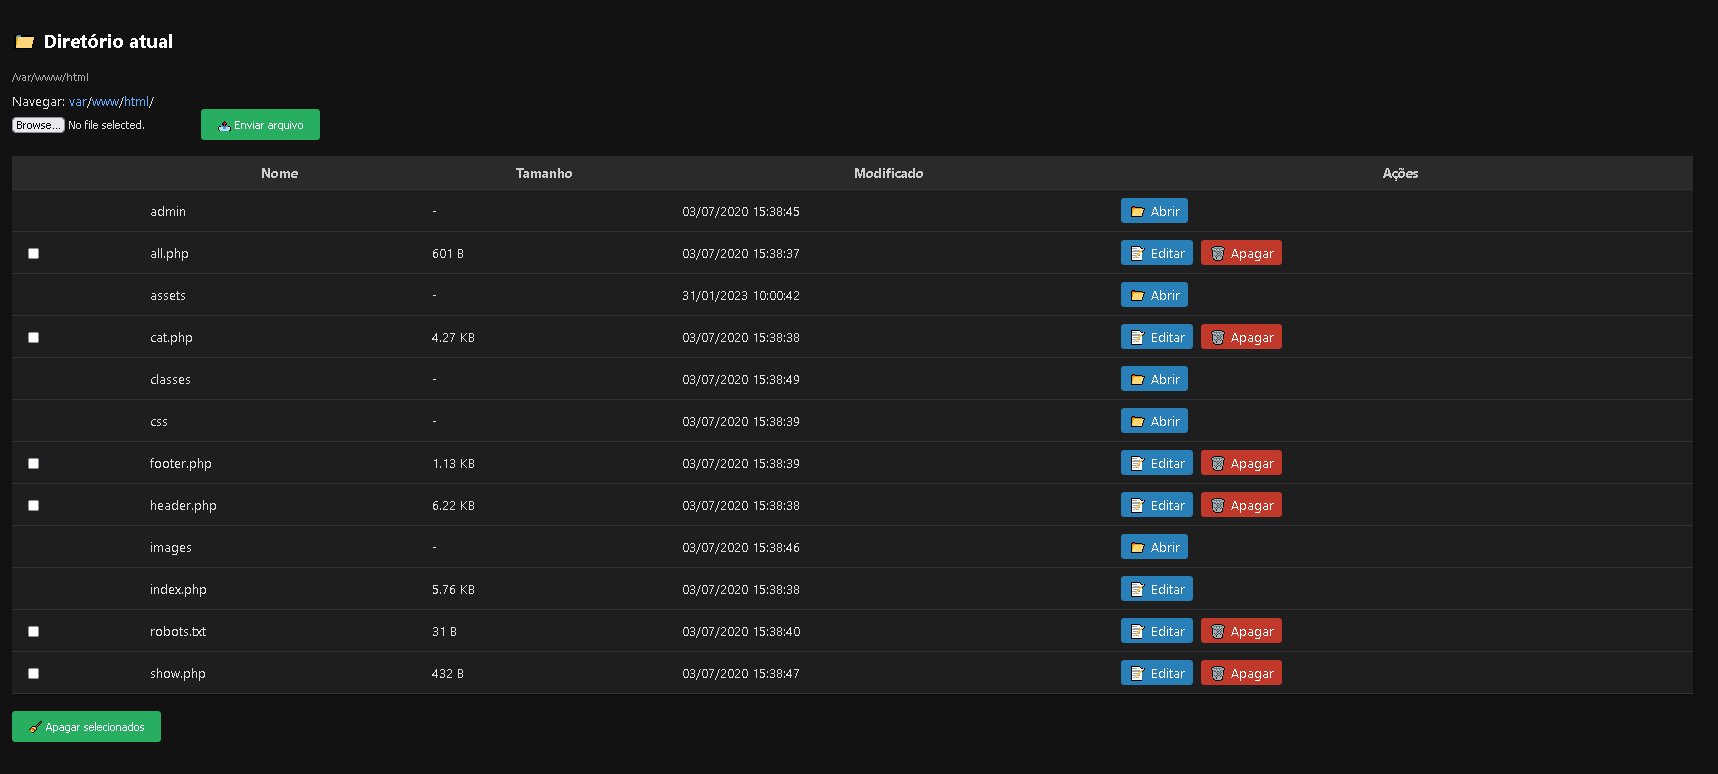 Diretório atual
/var/www/html
Navegar: var/www/html/
Browse... No file selected. Enviar arquivo
Nome Tamanho Modificado Ações
admin - 03/07/2020 15:38:45 Abrir
all.php 601 B 03/07/2020 15:38:37 Editar Apagar
assets - 31/01/2023 10:00:42 Abrir
cat.php 4.27 KB 03/07/2020 15:38:38 Editar Apagar
classes - 03/07/2020 15:38:49 Abrir
css - 03/07/2020 15:38:39 Abrir
footer.php 1.13 KB 03/07/2020 15:38:39 Editar Apagar
header.php 6.22 KB 03/07/2020 15:38:38 Editar Apagar
images - 03/07/2020 15:38:46 Abrir
index.php 5.76 KB 03/07/2020 15:38:38 Editar
robots.txt 31 B 03/07/2020 15:38:40 Editar Apagar
show.php 432 B 03/07/2020 15:38:47 Editar Apagar
Apagar selecionados